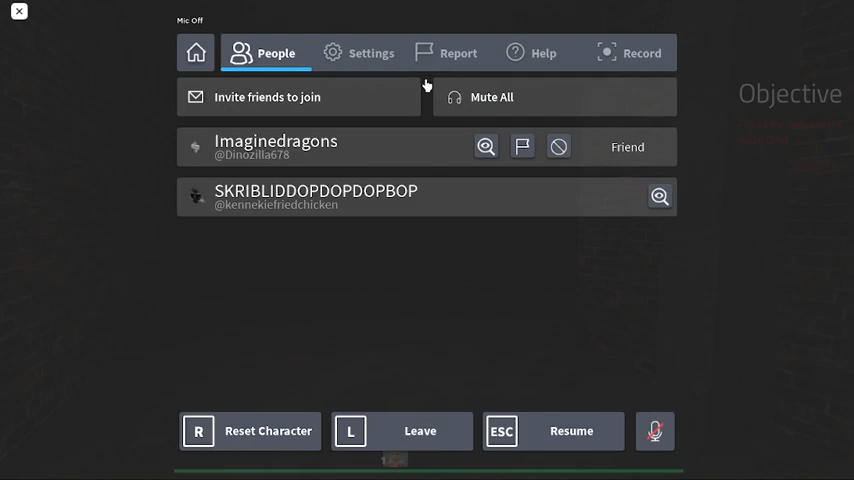 Mic Off
People
Settings
Report
Help
Record
Invite friends to join
Mute All
Objective
Imaginedragons
@Dinozilla678
Friend
SKRIBLIDDOPDOPDOPBOP
@kennekiefriedchicken
R
Reset Character
L
Leave
ESC
Resume